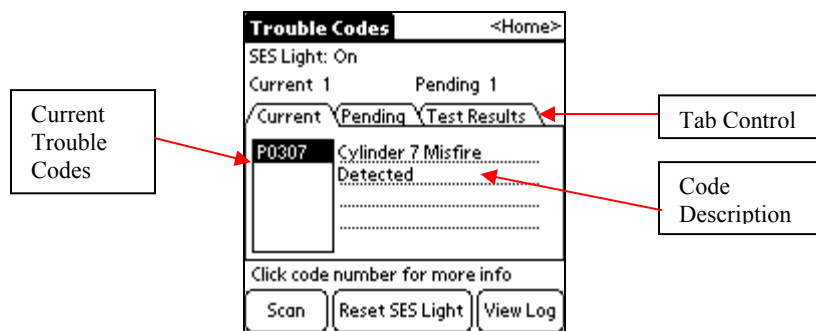 Trouble Codes <Home>
SES Light: On
Current 1 Pending 1
Current Pending Test Results
P0307 Cylinder 7 Misfire
Detected
Click code number for more info
Scan Reset SES Light View Log
Current
Trouble
Codes
Tab Control
Code
Description